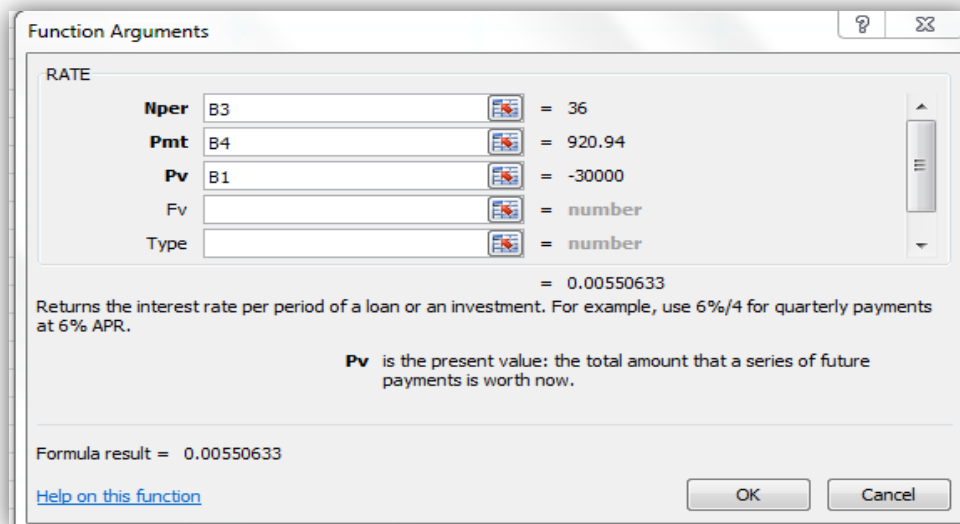 Function Arguments
RATE
Nper B3 = 36
Pmt B4 = 920.94
Pv B1 = -30000
Fv = number
Type = number
= 0.00550633
Returns the interest rate per period of a loan or an investment. For example, use 6%/4 for quarterly payments
at 6% APR.
Pv is the present value: the total amount that a series of future
payments is worth now.
Formula result = 0.00550633
Help on this function
OK Cancel